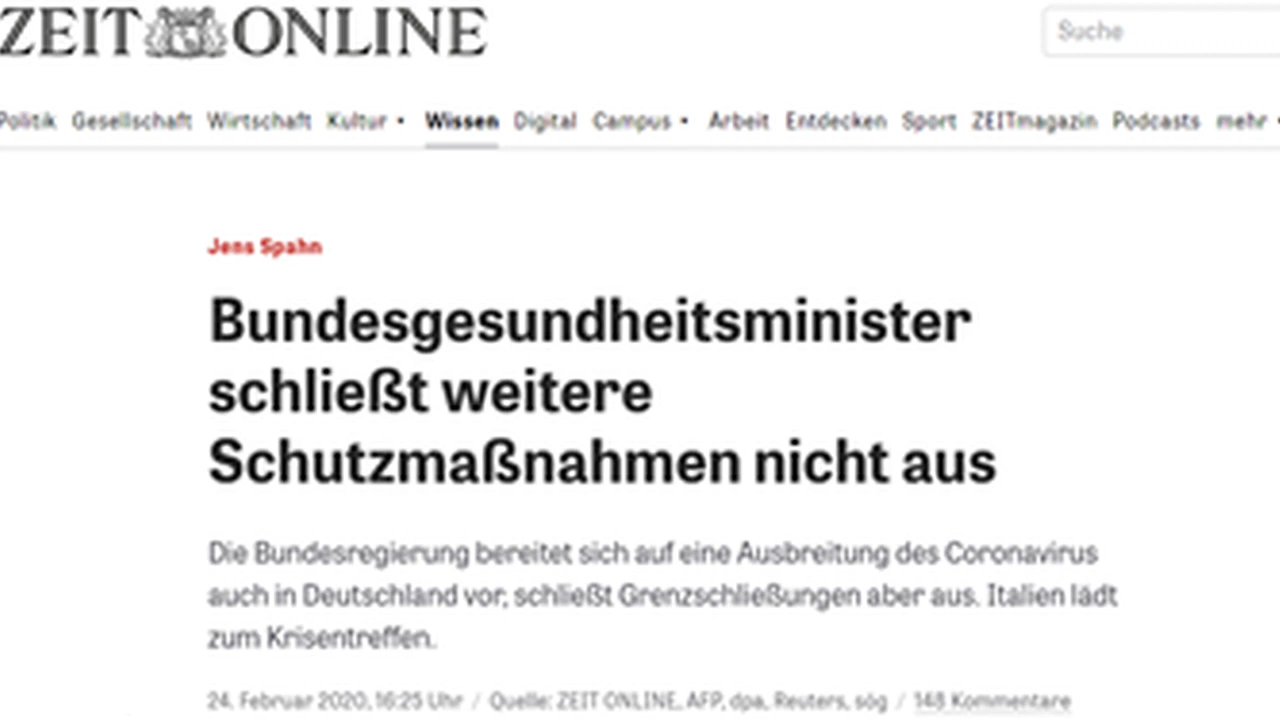 ZEIT ONLINE
Suche
Politik Gesellschaft Wirtschaft Kultur Wissen Digital Campus Arbeit Entdecken Sport ZEITmagazin Podcasts mehr
Jens Spahn
Bundesgesundheitsminister
schließt weitere
Schutzmaßnahmen nicht aus
Die Bundesregierung bereitet sich auf eine Ausbreitung des Coronavirus
auch in Deutschland vor, schließt Grenzschließungen aber aus. Italien lädt
zum Krisentreffen.
24. Februar 2020, 16:25 Uhr / Quelle: ZEIT ONLINE, AFP, dpa, Reuters, sög / 148 Kommentare